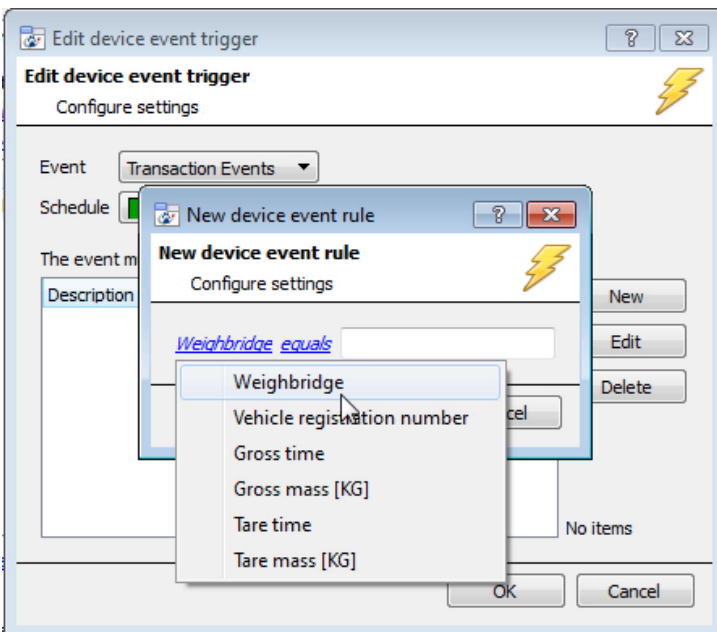 Edit device event trigger
Edit device event trigger
Configure settings
Event Transaction Events
Schedule
New device event rule
New device event rule
Configure settings
The event m
Description
New
Edit
Delete
Weighbridge equals
Weighbridge
Vehicle registration number
Gross time
Gross mass [KG]
Tare time
Tare mass [KG]
cel
No items
OK Cancel